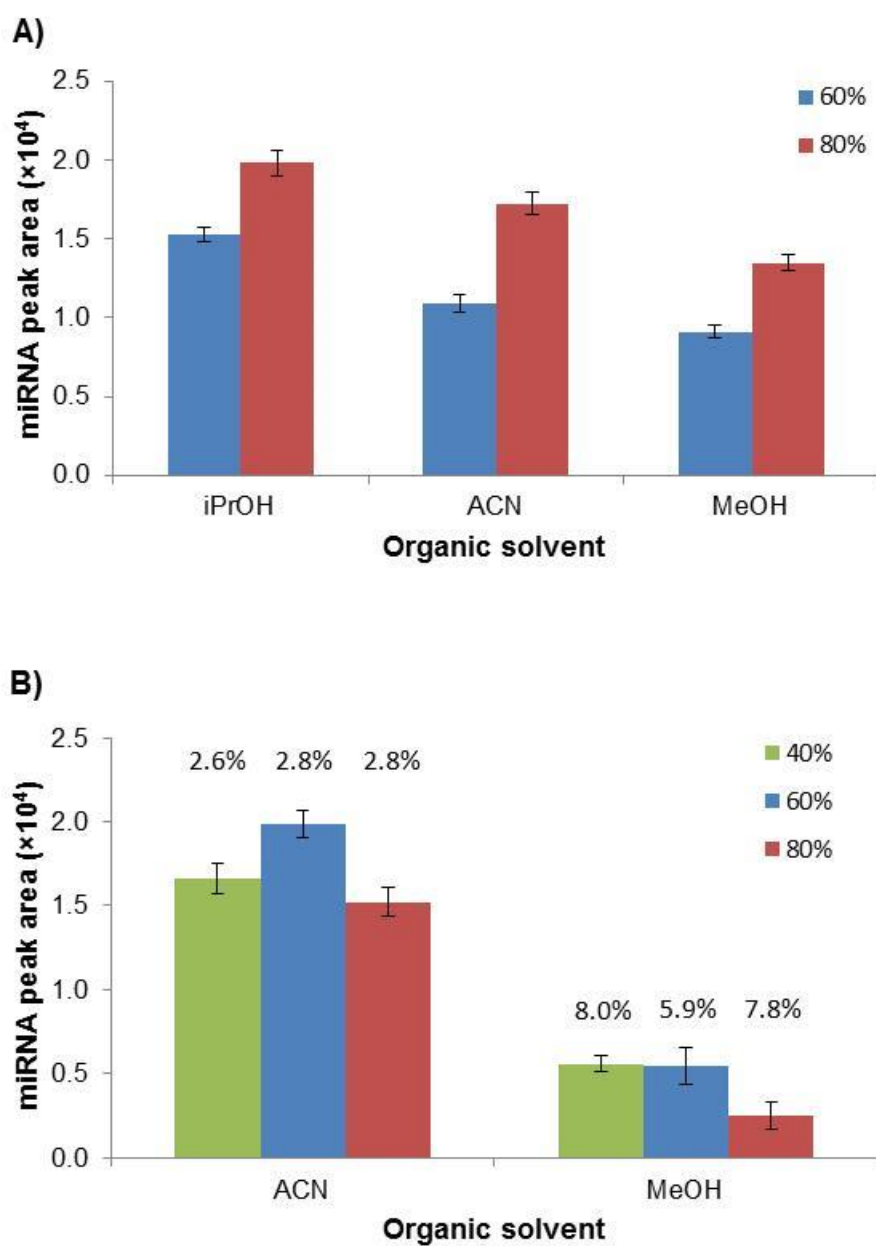 A)
miRNA peak area (×10⁴)
2.5
2.0
1.5
1.0
0.5
0.0
60%
80%
iPrOH ACN MeOH
Organic solvent
B)
miRNA peak area (×10⁴)
2.5
2.0
1.5
1.0
0.5
0.0
2.6% 2.8% 2.8%
40%
60%
80%
8.0% 5.9% 7.8%
ACN MeOH
Organic solvent